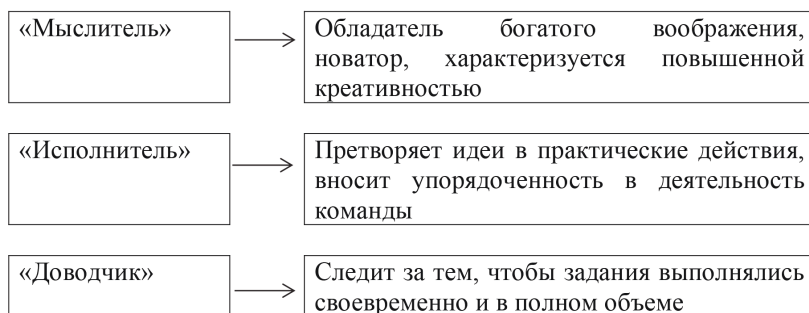 «Мыслитель»
Обладатель богатого воображения,
новатор, характеризуется повышенной
креативностью
«Исполнитель»
Претворяет идеи в практические действия,
вносит упорядоченность в деятельность
команды
«Доводчик»
Следит за тем, чтобы задания выполнялись
своевременно и в полном объеме